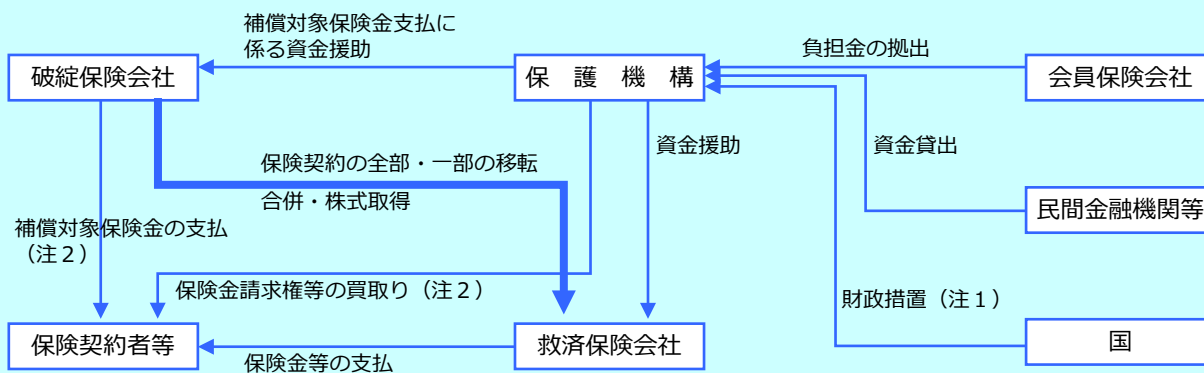 補償対象保険金支払に
係る資金援助
負担金の拠出
破綻保険会社
保　護　機　構
会員保険会社
資金援助
資金貸出
保険契約の全部・一部の移転
合併・株式取得
民間金融機関等
補償対象保険金の支払
（注２）
保険金請求権等の買取り（注２）
財政措置（注１）
保険契約者等
救済保険会社
国
保険金等の支払